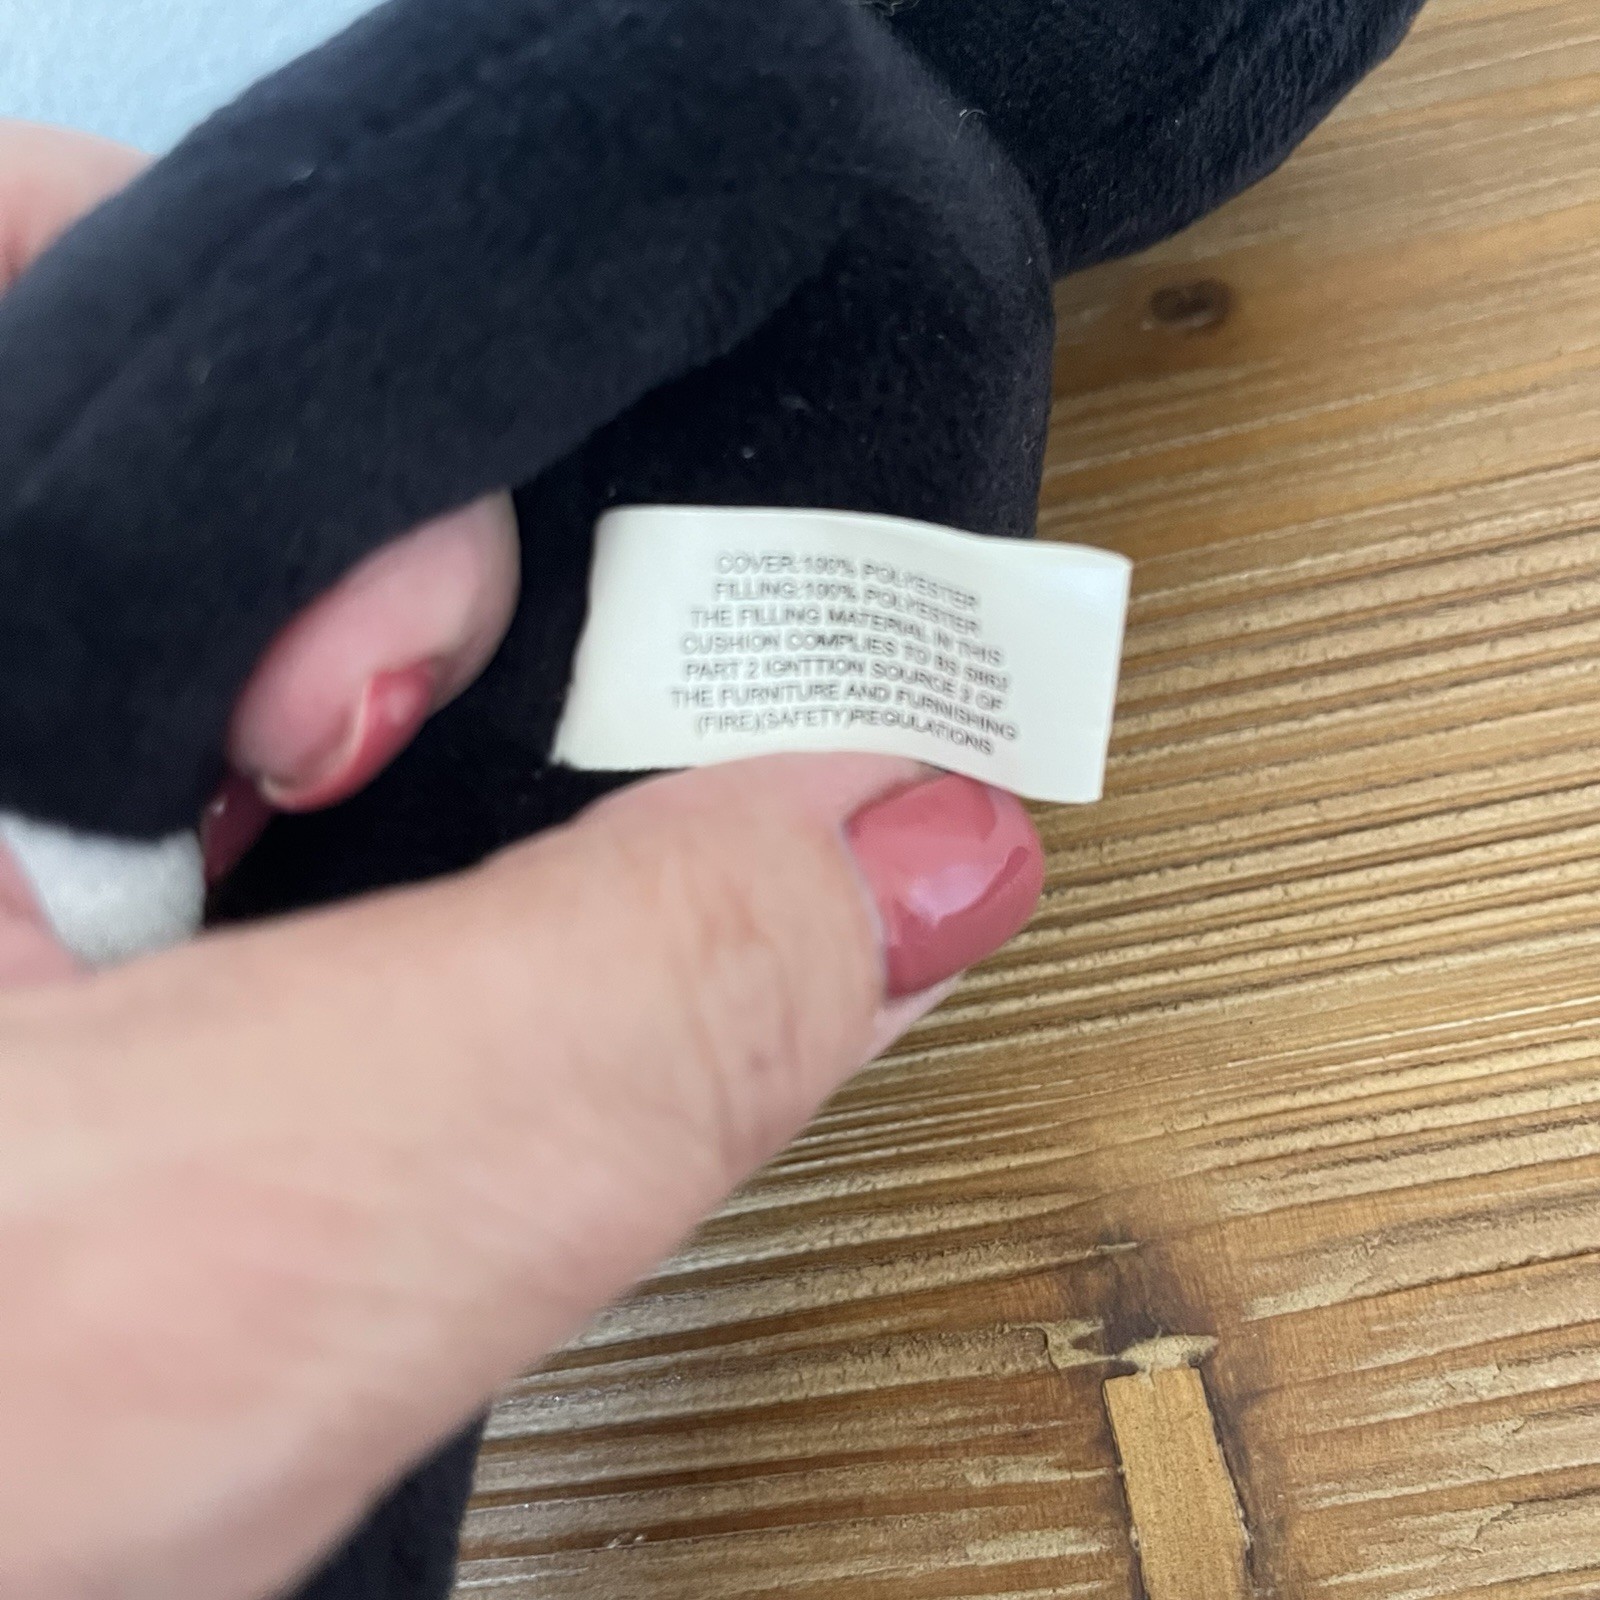 COVER:100% POLYESTER
FILLING:100% POLYESTER
THE FILLING MATERIAL IN THIS
CUSHION COMPLIES TO BS 5852
PART 2 IGNTTION SOURCE 2 OF
THE FURNITURE AND FURNISHING
(FIRE)(SAFETY)REGULATIONS